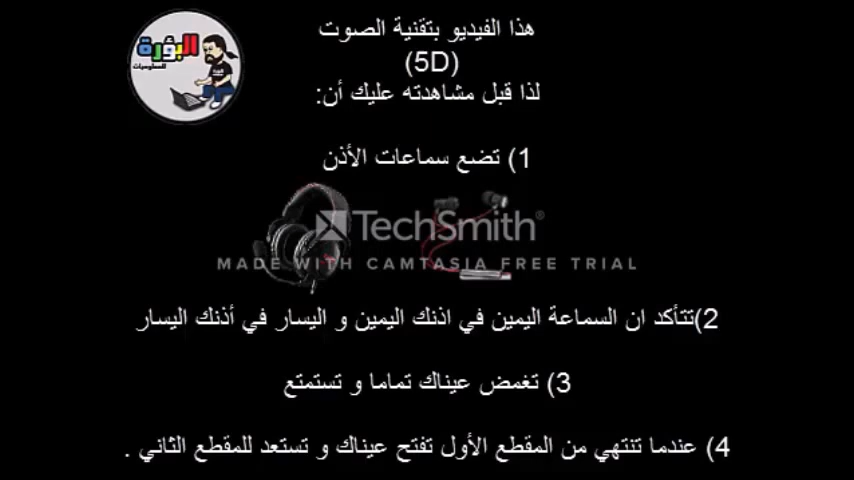 البؤرة
للمعلوميات
هذا الفيديو بتقنية الصوت
(5D)
لذا قبل مشاهدته عليك أن:
1) تضع سماعات الأذن
TechSmith®
MADE WITH CAMTASIA FREE TRIAL
2)تتأكد ان السماعة اليمين في اذنك اليمين و اليسار في أذنك اليسار
3) تغمض عيناك تماما و تستمتع
4) عندما تنتهي من المقطع الأول تفتح عيناك و تستعد للمقطع الثاني .